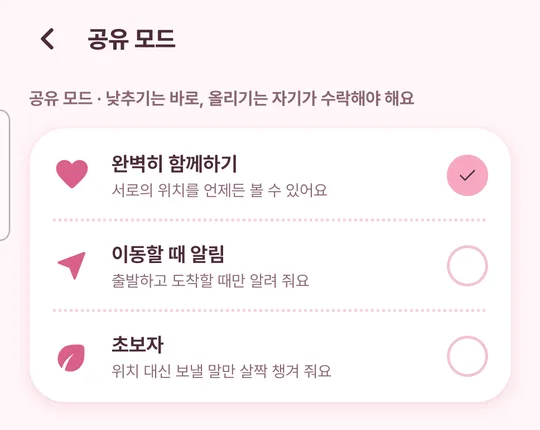 공유 모드
공유 모드 · 낮추기는 바로, 올리기는 자기가 수락해야 해요
완벽히 함께하기
서로의 위치를 언제든 볼 수 있어요
이동할 때 알림
출발하고 도착할 때만 알려 줘요
초보자
위치 대신 보낼 말만 살짝 챙겨 줘요